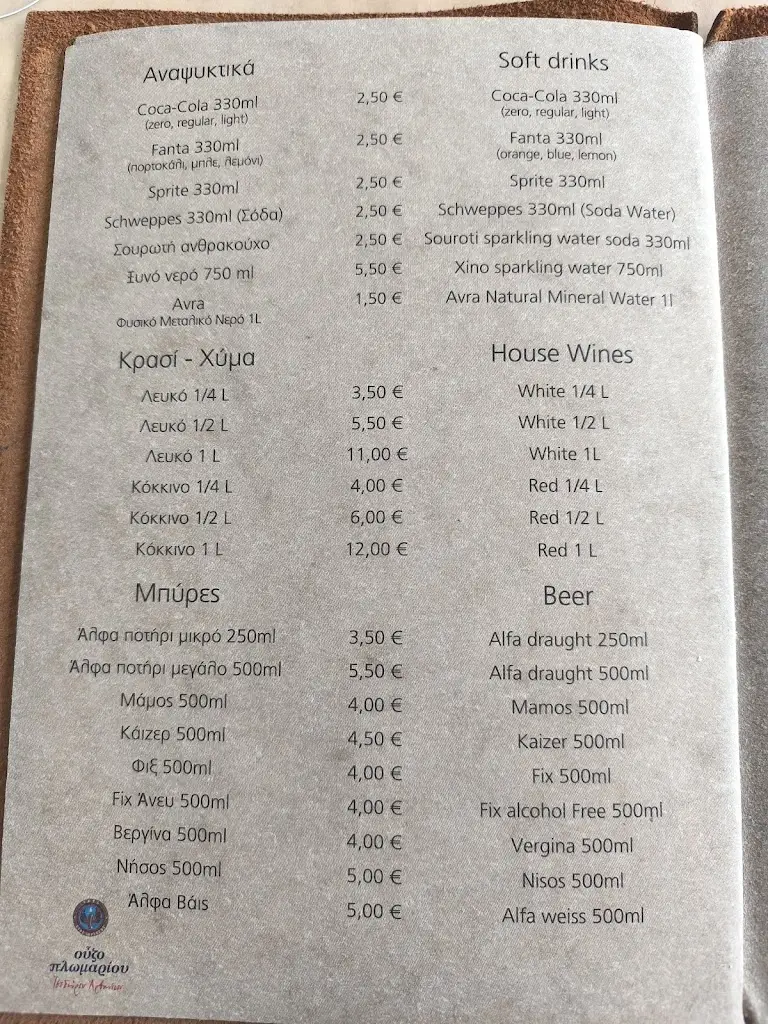 Αναψυκτικά Soft drinks
Coca-Cola 330ml 2,50 € Coca-Cola 330ml
(zero, regular, light) (zero, regular, light)
Fanta 330ml 2,50 € Fanta 330ml
(πορτοκάλι, μπλε, λεμόνι) (orange, blue, lemon)
Sprite 330ml 2,50 € Sprite 330ml
Schweppes 330ml (Σόδα) 2,50 € Schweppes 330ml (Soda Water)
Σουρωτή ανθρακούχο 2,50 € Souroti sparkling water soda 330ml
Ξυνό νερό 750 ml 5,50 € Xino sparkling water 750ml
Avra 1,50 € Avra Natural Mineral Water 1l
Φυσικό Μεταλικό Νερό 1L
Κρασί - Χύμα House Wines
Λευκό 1/4 L 3,50 € White 1/4 L
Λευκό 1/2 L 5,50 € White 1/2 L
Λευκό 1 L 11,00 € White 1L
Κόκκινο 1/4 L 4,00 € Red 1/4 L
Κόκκινο 1/2 L 6,00 € Red 1/2 L
Κόκκινο 1 L 12,00 € Red 1 L
Μπύρες Beer
Άλφα ποτήρι μικρό 250ml 3,50 € Alfa draught 250ml
Άλφα ποτήρι μεγάλο 500ml 5,50 € Alfa draught 500ml
Μάμος 500ml 4,00 € Mamos 500ml
Κάιζερ 500ml 4,50 € Kaizer 500ml
Φιξ 500ml 4,00 € Fix 500ml
Fix Άνευ 500ml 4,00 € Fix alcohol Free 500ml
Βεργίνα 500ml 4,00 € Vergina 500ml
Νήσος 500ml 5,00 € Nisos 500ml
Άλφα Βάις 5,00 € Alfa weiss 500ml
οὖζο
πλωμαρίου